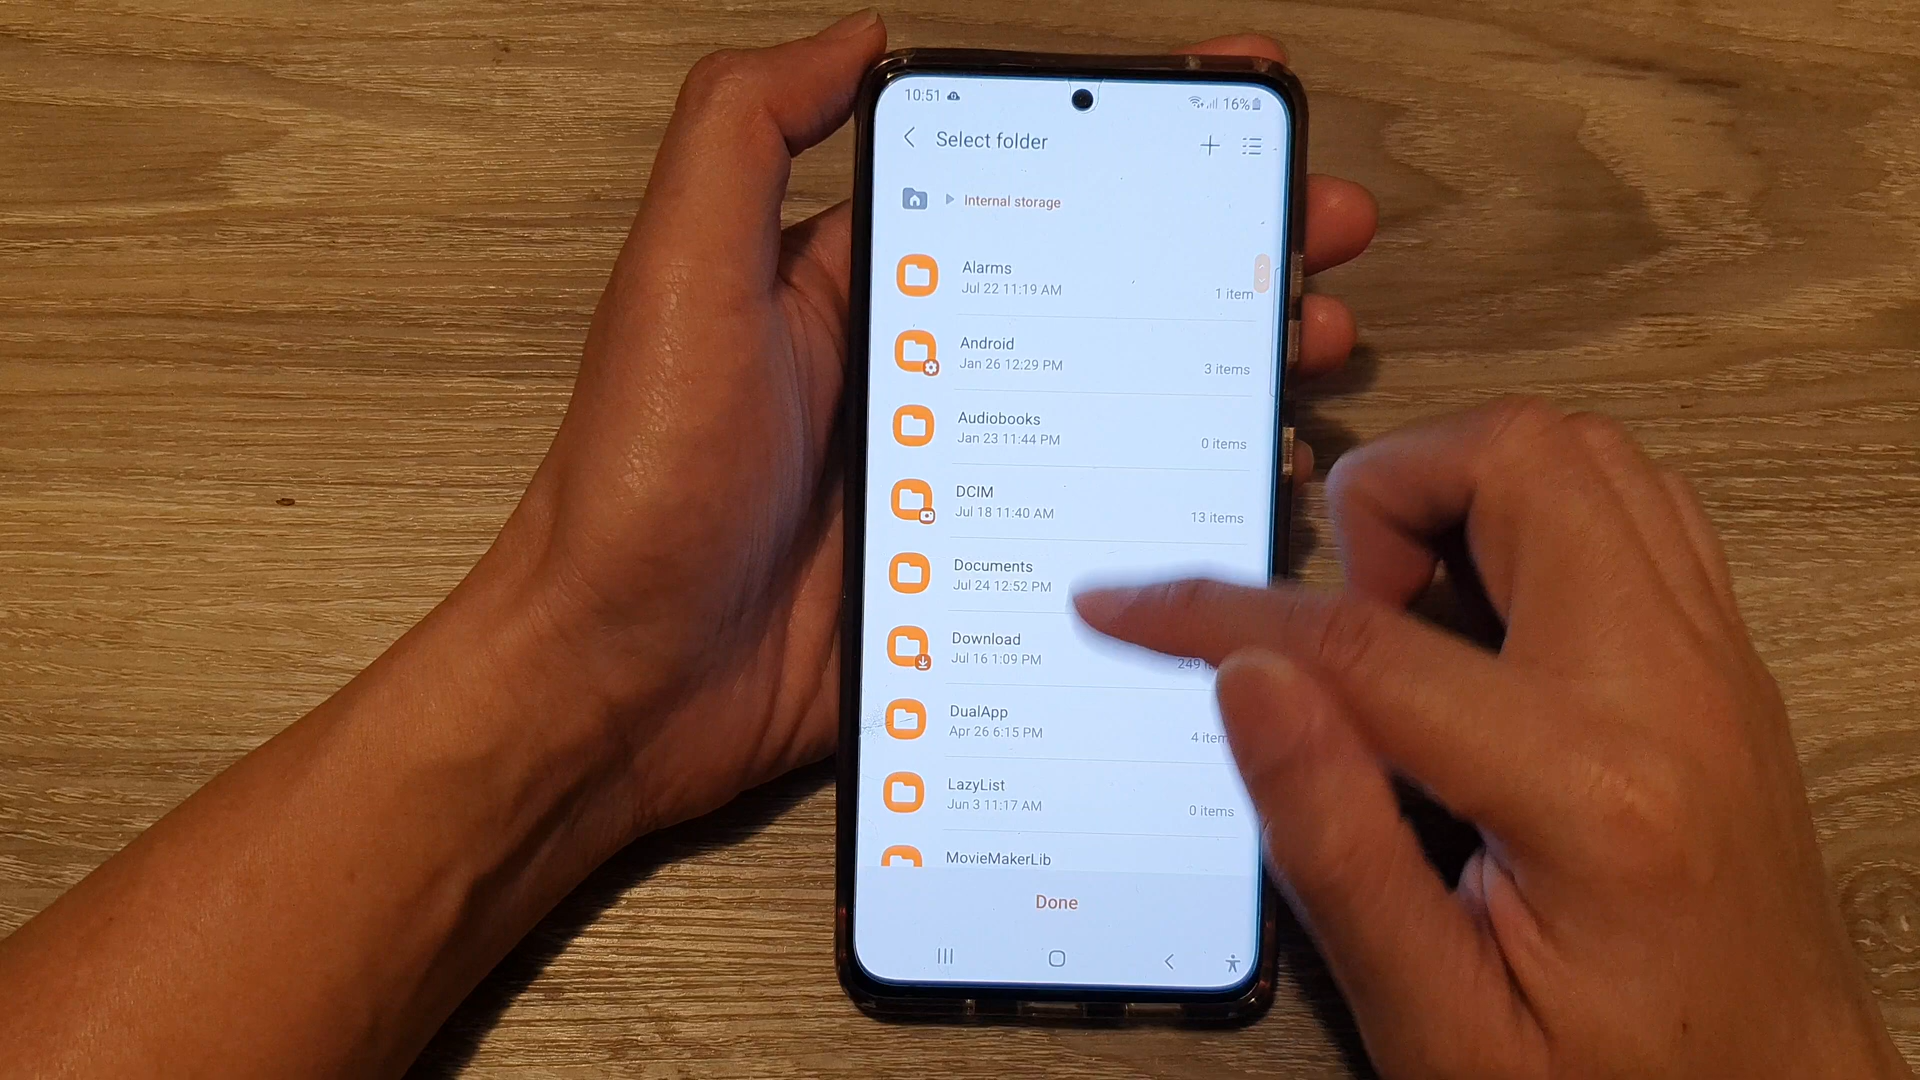 10:51 16%
Select folder
Internal storage
Alarms
Jul 22 11:19 AM 1 item
Android
Jan 26 12:29 PM 3 items
Audiobooks
Jan 23 11:44 PM 0 items
DCIM
Jul 18 11:40 AM 13 items
Documents
Jul 24 12:52 PM
Download
Jul 16 1:09 PM 249
DualApp
Apr 26 6:15 PM 4 item
LazyList
Jun 3 11:17 AM 0 items
MovieMakerLib
Done